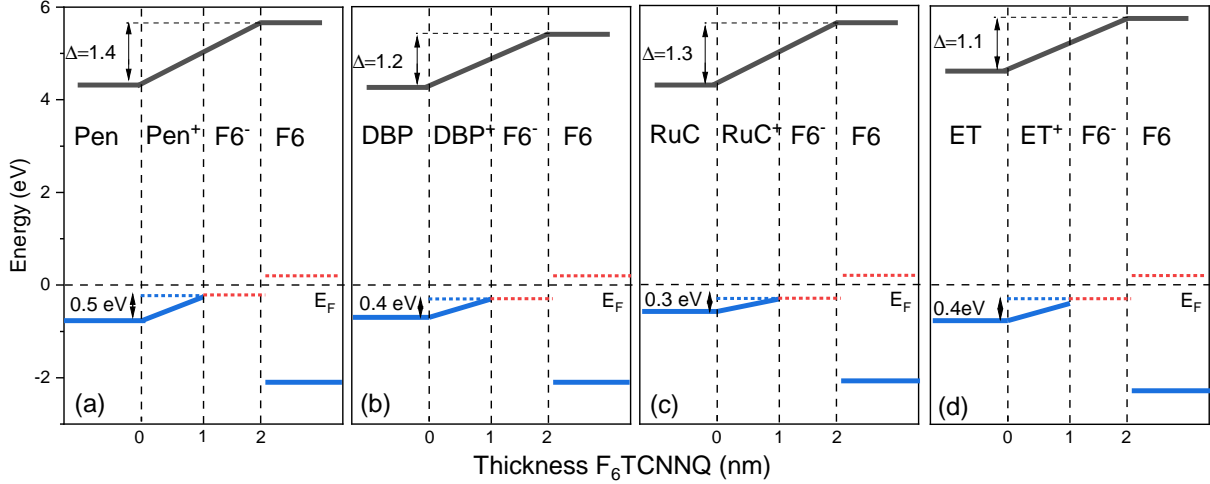 8
6
4
2
0
-2
Energy (eV)
Δ=1.4
Pen
Pen⁺
F6⁻
F6
0.5 eV
E_F
(a)
0
1
2
Δ=1.2
DBP
DBP⁺
F6⁻
F6
0.4 eV
E_F
(b)
0
1
2
Δ=1.3
RuC
RuC⁺
F6⁻
F6
0.3 eV
E_F
(c)
0
1
2
Δ=1.1
ET
ET⁺
F6⁻
F6
0.4eV
E_F
(d)
0
1
2
Thickness F₆TCNNQ (nm)